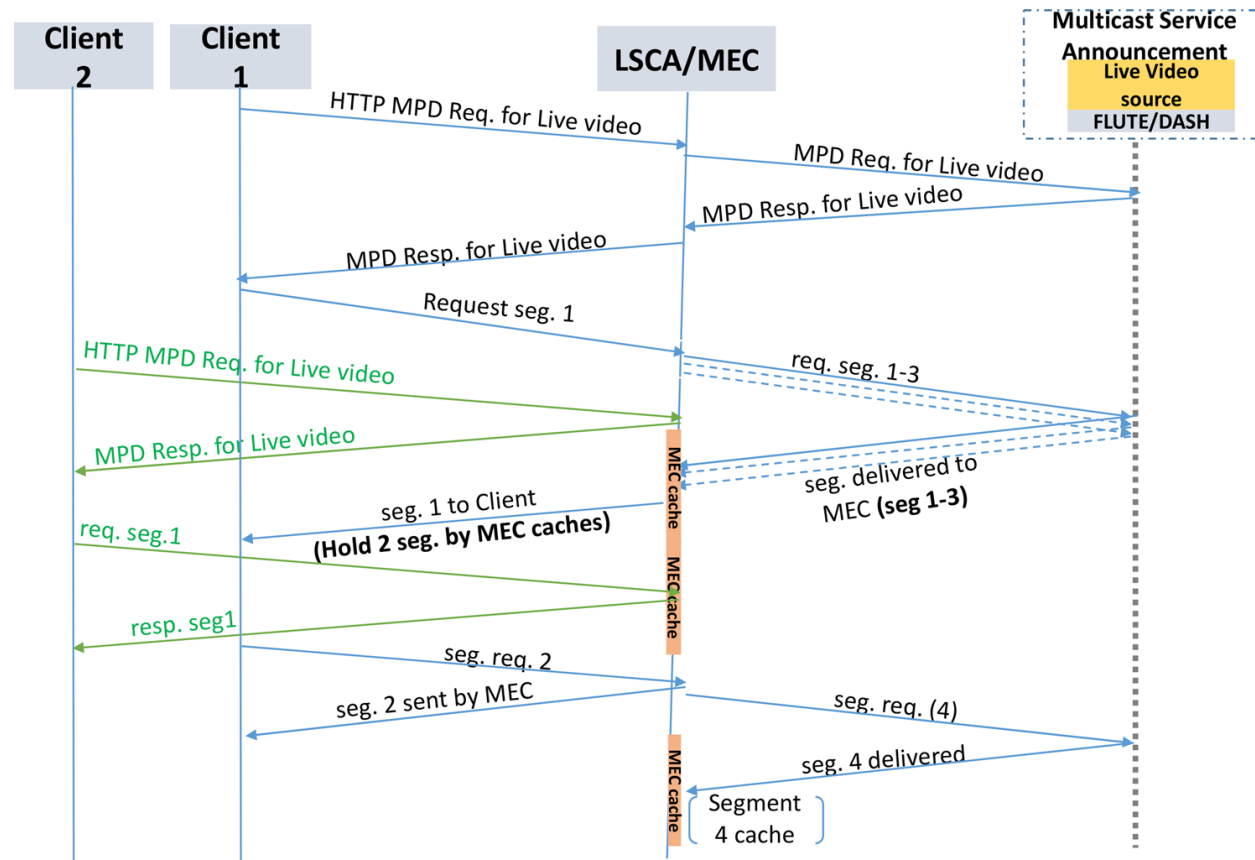 Client
2
Client
1
LSCA/MEC
Multicast Service
Announcement
Live Video
source
FLUTE/DASH
HTTP MPD Req. for Live video
MPD Req. for Live video
MPD Resp. for Live video
MPD Resp. for Live video
Request seg. 1
HTTP MPD Req. for Live video
req. seg. 1-3
MPD Resp. for Live video
MEC cache
seg. delivered to
MEC (seg 1-3)
seg. 1 to Client
(Hold 2 seg. by MEC caches)
req. seg.1
MEC cache
resp. seg1
seg. req. 2
seg. 2 sent by MEC
seg. req. (4)
seg. 4 delivered
MEC cache
Segment
4 cache